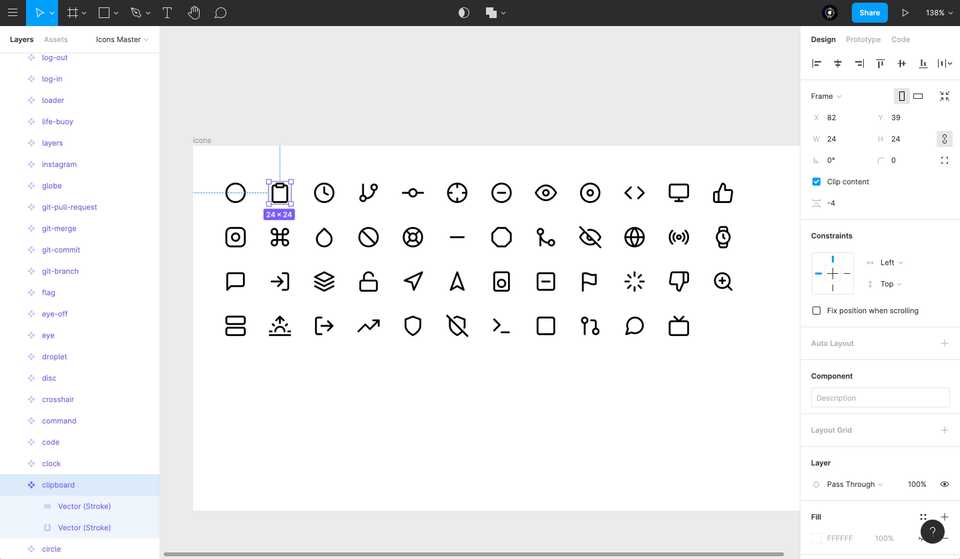 Share
138%
Layers
Assets
Icons Master
log-out
log-in
loader
life-buoy
layers
instagram
globe
git-pull-request
git-merge
git-commit
git-branch
flag
eye-off
eye
droplet
disc
crosshair
command
code
clock
clipboard
Vector (Stroke)
Vector (Stroke)
circle
icons
24 × 24
Design
Prototype
Code
Frame
X 82 Y 39
W 24 H 24
0° 0
Clip content
-4
Constraints
Left
Top
Fix position when scrolling
Auto Layout
Component
Description
Layout Grid
Layer
Pass Through 100%
Fill
FFFFFF 100%
?